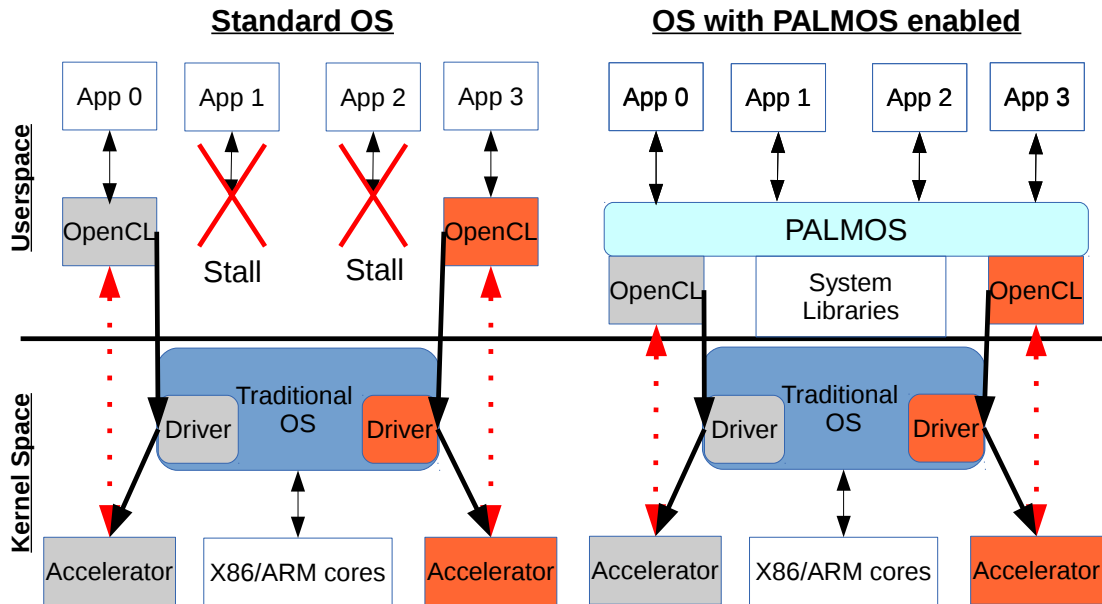 Standard OS
OS with PALMOS enabled
App 0
App 1
App 2
App 3
App 0
App 1
App 2
App 3
Userspace
OpenCL
Stall
Stall
OpenCL
PALMOS
OpenCL
System
Libraries
OpenCL
Kernel Space
Traditional
OS
Driver
Driver
Traditional
OS
Driver
Driver
Accelerator
X86/ARM cores
Accelerator
Accelerator
X86/ARM cores
Accelerator